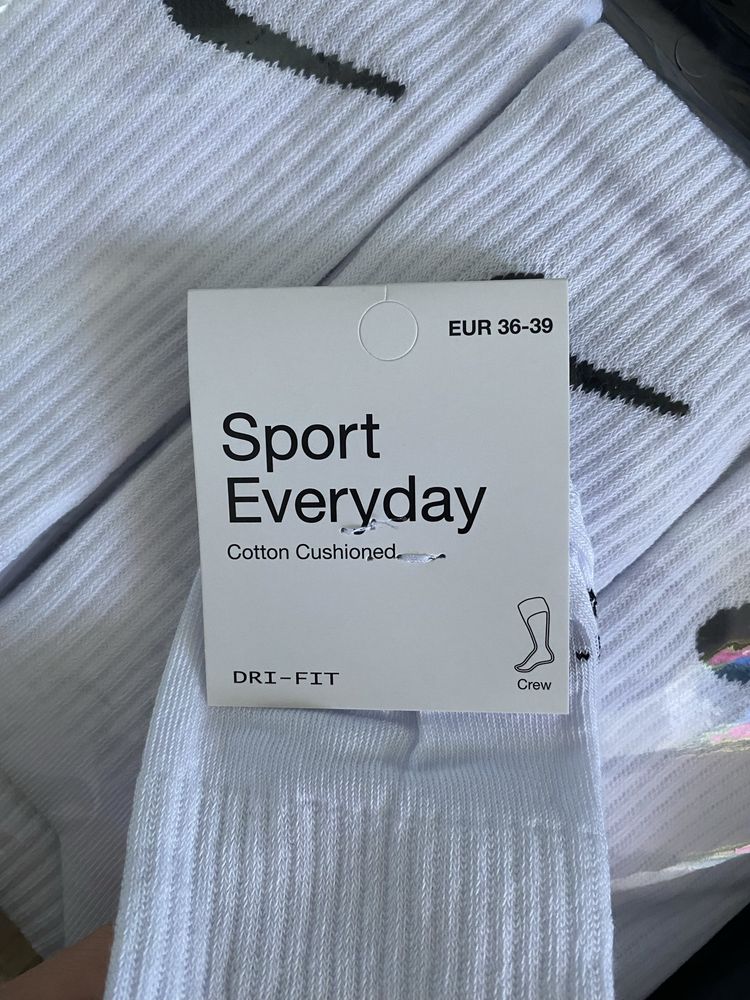 EUR 36-39
Sport
Everyday
Cotton Cushioned
DRI-FIT
Crew